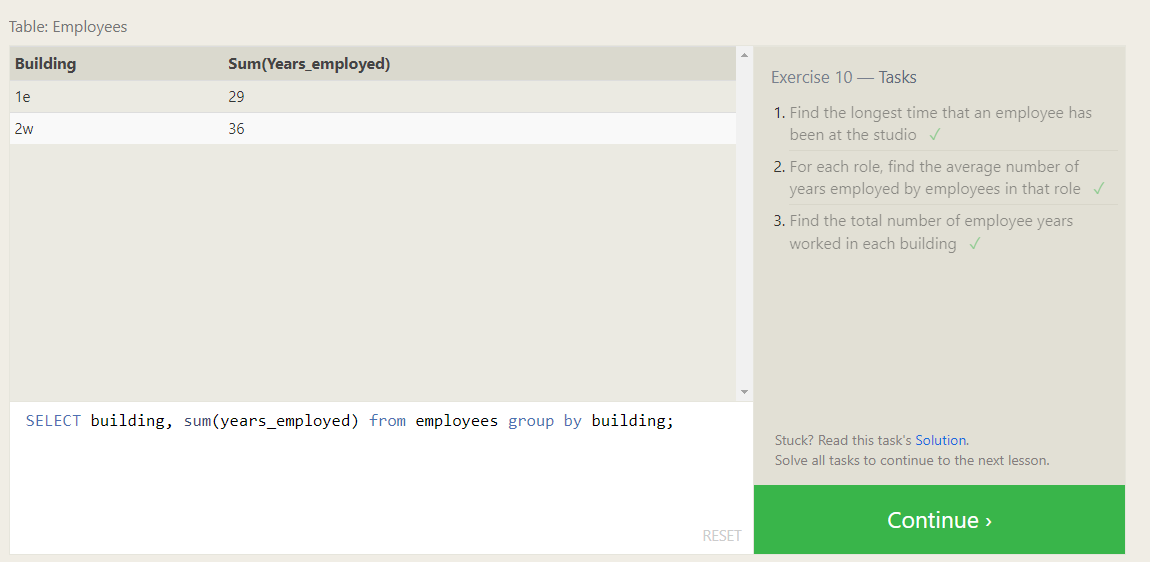 Table: Employees
Building Sum(Years_employed)
1e 29
2w 36
SELECT building, sum(years_employed) from employees group by building;
RESET
Exercise 10 — Tasks
1. Find the longest time that an employee has
been at the studio ✓
2. For each role, find the average number of
years employed by employees in that role ✓
3. Find the total number of employee years
worked in each building ✓
Stuck? Read this task's Solution.
Solve all tasks to continue to the next lesson.
Continue ›